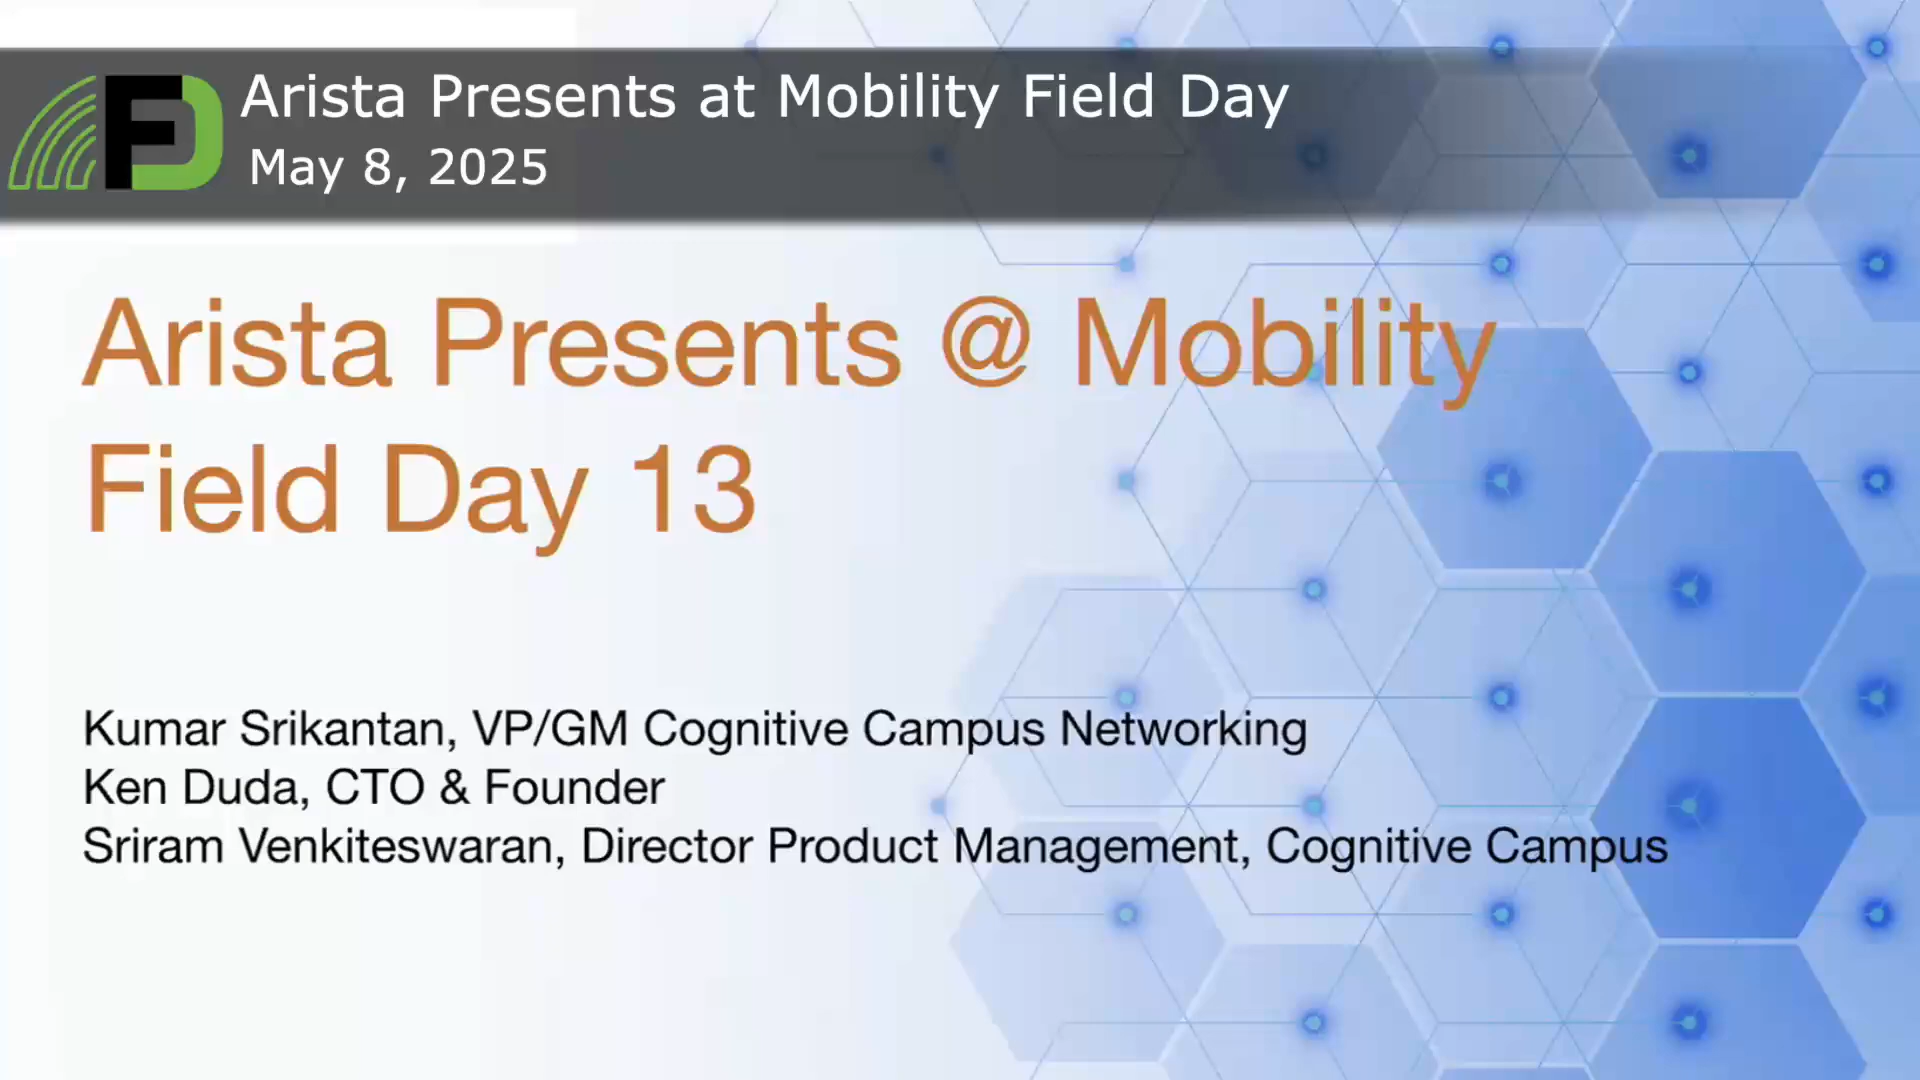 FD
Arista Presents at Mobility Field Day
May 8, 2025
Arista Presents @ Mobility
Field Day 13
Kumar Srikantan, VP/GM Cognitive Campus Networking
Ken Duda, CTO & Founder
Sriram Venkiteswaran, Director Product Management, Cognitive Campus